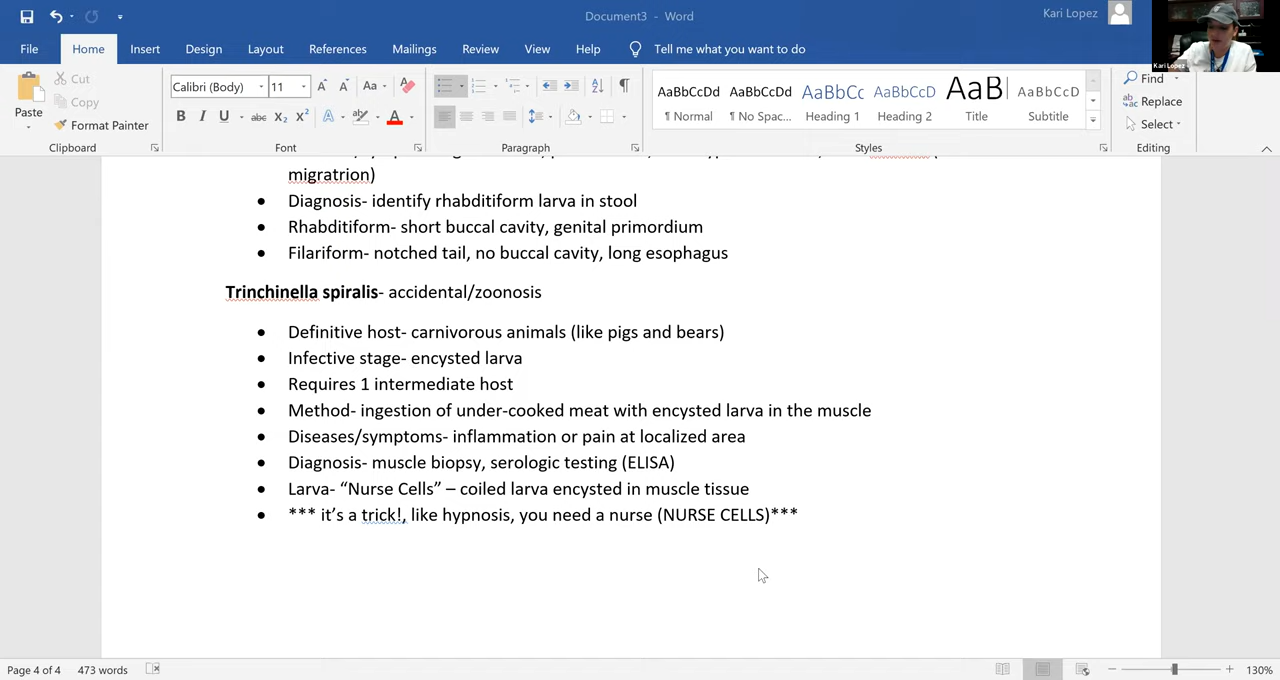 Document3 - Word
Kari Lopez
Kari Lopez
File Home Insert Design Layout References Mailings Review View Help Tell me what you want to do
Cut
Copy
Format Painter
Paste
Clipboard
Calibri (Body) 11
Font
Paragraph
AaBbCcDd AaBbCcDd AaBbCc AaBbCcD AaB AaBbCcD
¶ Normal ¶ No Spac... Heading 1 Heading 2 Title Subtitle
Styles
Find
Replace
Select
Editing
migratrion)
• Diagnosis- identify rhabditiform larva in stool
• Rhabditiform- short buccal cavity, genital primordium
• Filariform- notched tail, no buccal cavity, long esophagus
Trinchinella spiralis- accidental/zoonosis
• Definitive host- carnivorous animals (like pigs and bears)
• Infective stage- encysted larva
• Requires 1 intermediate host
• Method- ingestion of under-cooked meat with encysted larva in the muscle
• Diseases/symptoms- inflammation or pain at localized area
• Diagnosis- muscle biopsy, serologic testing (ELISA)
• Larva- “Nurse Cells” – coiled larva encysted in muscle tissue
• *** it’s a trick!, like hypnosis, you need a nurse (NURSE CELLS)***
Page 4 of 4 473 words 130%